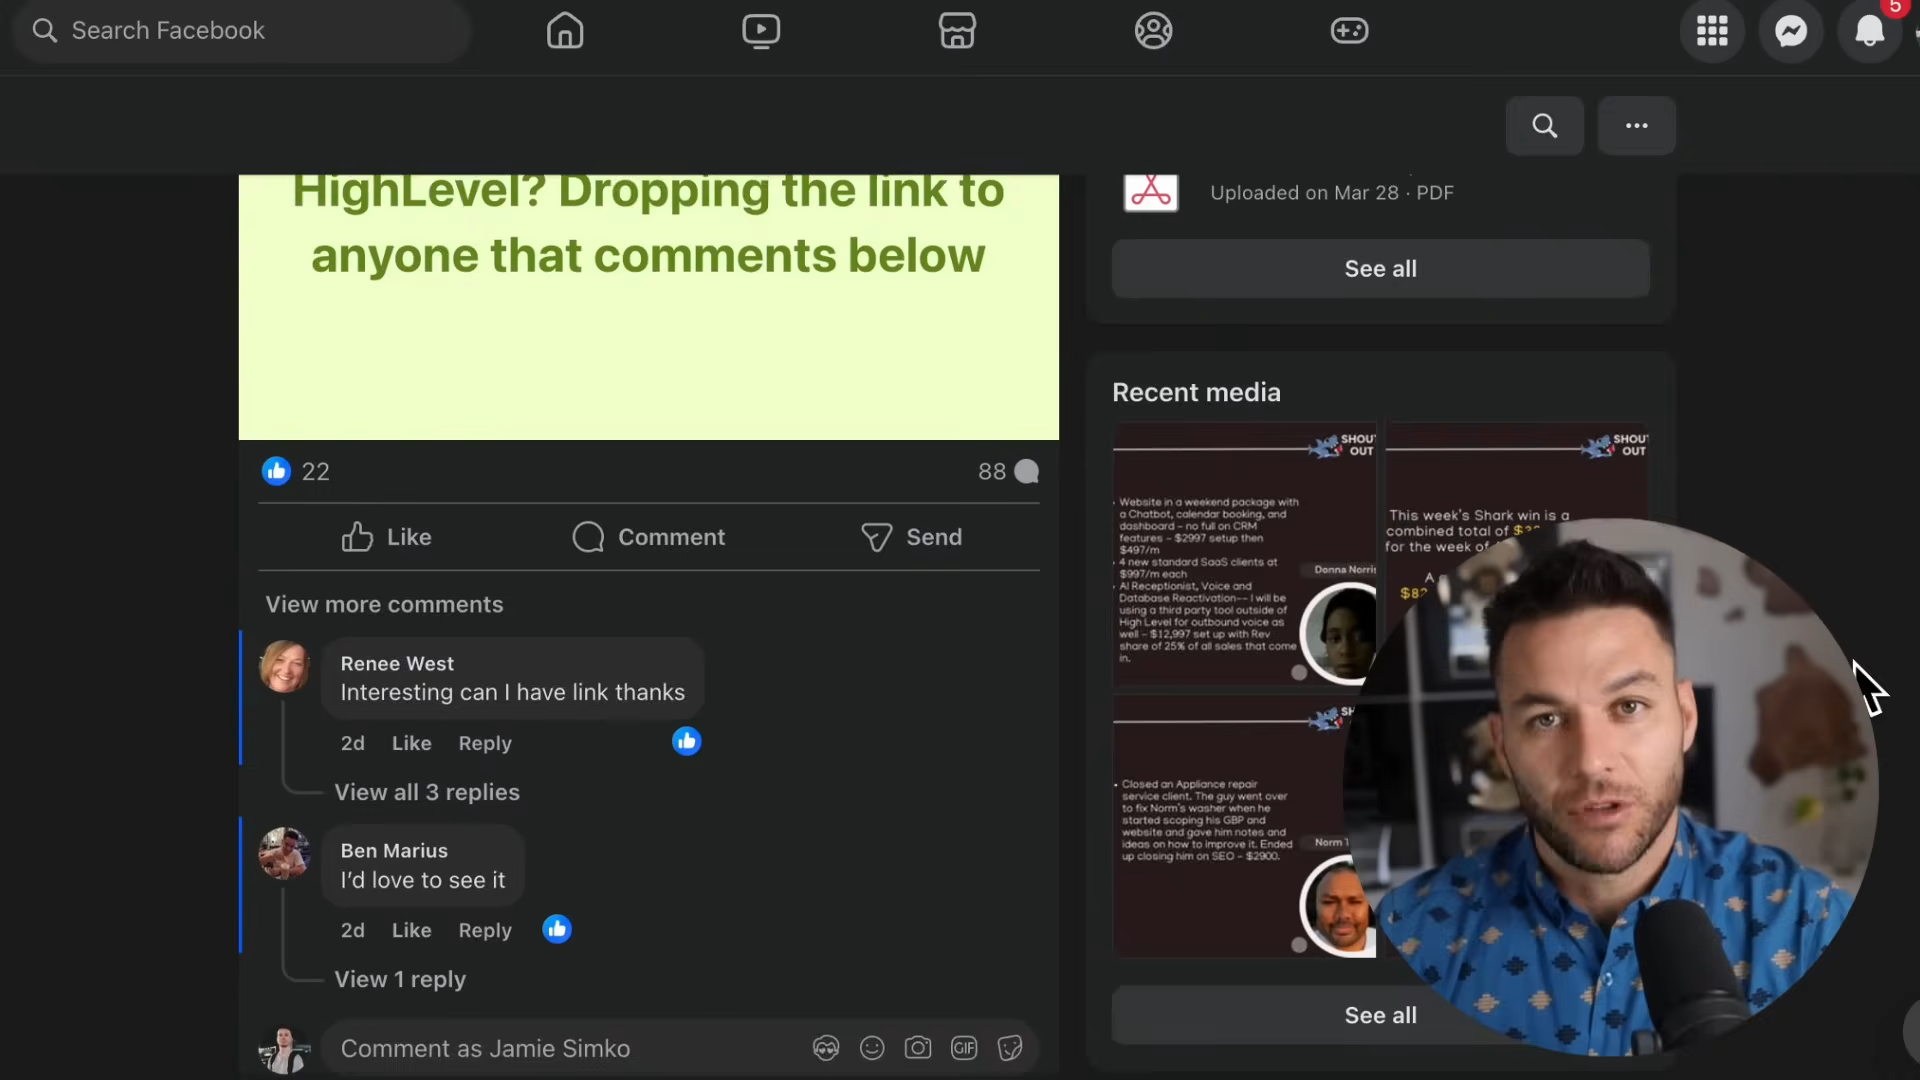 Search Facebook
5
HighLevel? Dropping the link to
anyone that comments below
22
88
Like
Comment
Send
View more comments
Renee West
Interesting can I have link thanks
2d Like Reply
View all 3 replies
Ben Marius
I'd love to see it
2d Like Reply
View 1 reply
Comment as Jamie Simko
GIF
Uploaded on Mar 28 · PDF
See all
Recent media
SHOUT
OUT
• Website in a weekend package with
a Chatbot, calendar booking, and
dashboard – no full on CRM
features – $2997 setup then
$497/m
• 4 new standard SaaS clients at
$997/m each
• AI Receptionist, Voice and
Database Reactivation-- I will be
using a third party tool outside of
High Level for outbound voice as
well – $12,997 set up with Rev
share of 25% of all sales that come
in.
Donna Norris
SHOUT
OUT
This week's Shark win is a
combined total of
for the week of
• Closed an Appliance repair
service client. The guy went over
to fix Norm's washer when he
started scoping his GBP and
website and gave him notes and
ideas on how to improve it. Ended
up closing him on SEO – $2900.
Norm
See all